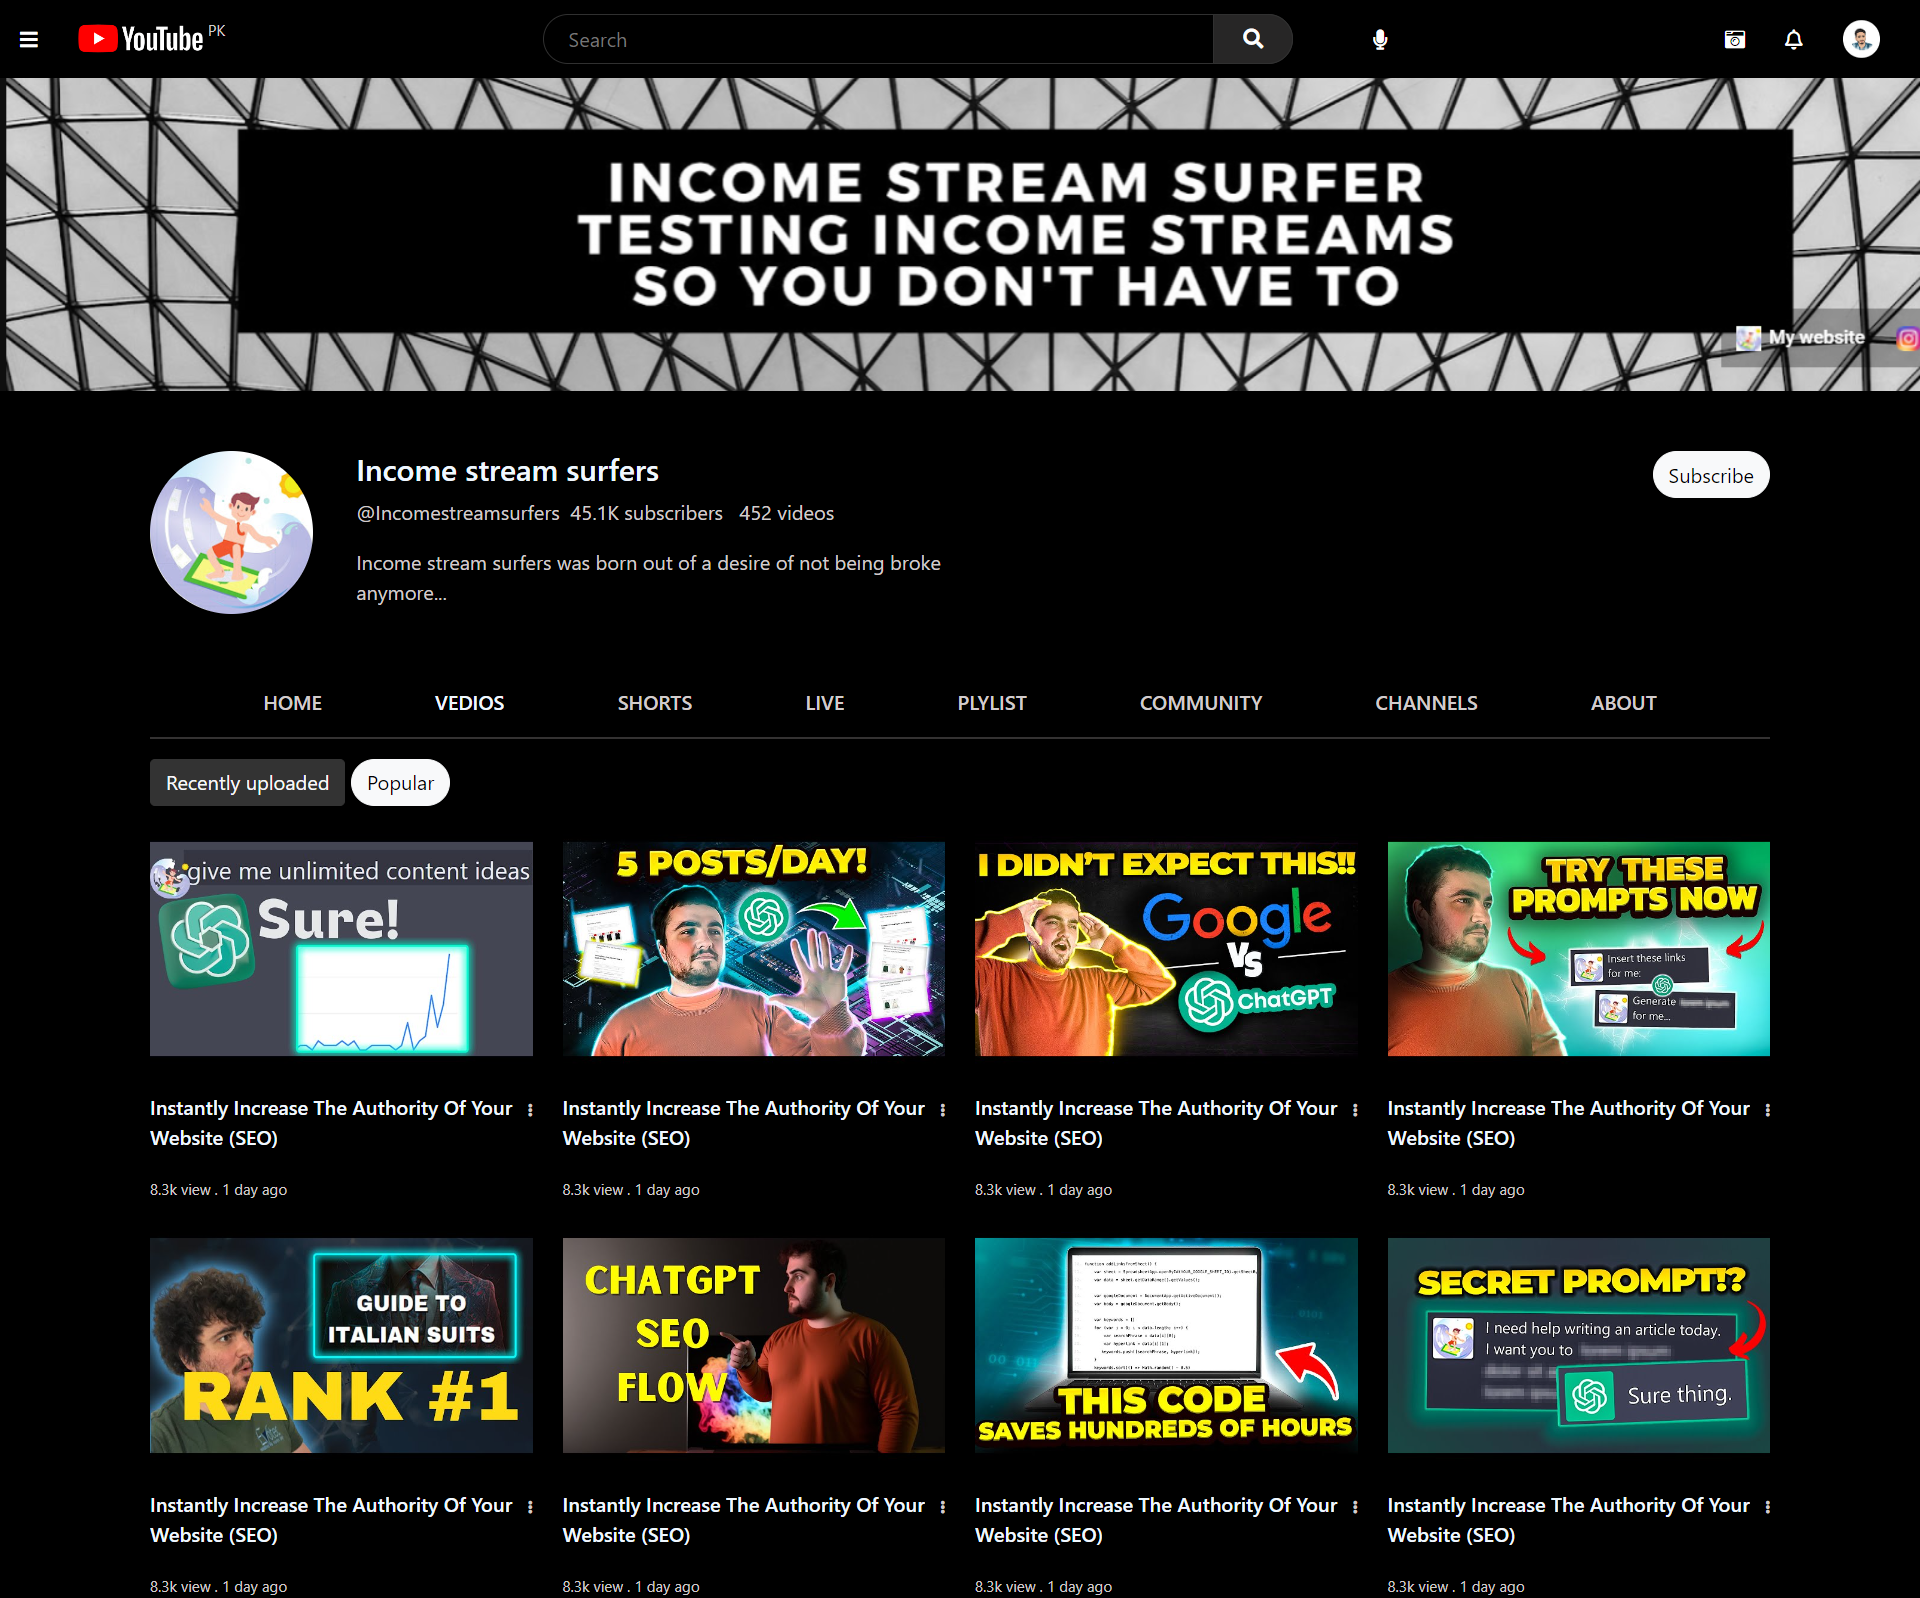 YouTube PK
Search
INCOME STREAM SURFER
TESTING INCOME STREAMS
SO YOU DON'T HAVE TO
My website
Income stream surfers
Subscribe
@Incomestreamsurfers 45.1K subscribers 452 videos
Income stream surfers was born out of a desire of not being broke
anymore...
HOME VEDIOS SHORTS LIVE PLYLIST COMMUNITY CHANNELS ABOUT
Recently uploaded Popular
give me unlimited content ideas
Sure!
5 POSTS/DAY!
I DIDN'T EXPECT THIS!!
Google
VS
ChatGPT
TRY THESE
PROMPTS NOW
Insert these links
for me:
Generate
for me...
Instantly Increase The Authority Of Your
Website (SEO)
8.3k view . 1 day ago
Instantly Increase The Authority Of Your
Website (SEO)
8.3k view . 1 day ago
Instantly Increase The Authority Of Your
Website (SEO)
8.3k view . 1 day ago
Instantly Increase The Authority Of Your
Website (SEO)
8.3k view . 1 day ago
GUIDE TO
ITALIAN SUITS
RANK #1
CHATGPT
SEO
FLOW
THIS CODE
SAVES HUNDREDS OF HOURS
SECRET PROMPT!?
I need help writing an article today.
I want you to
Sure thing.
Instantly Increase The Authority Of Your
Website (SEO)
8.3k view . 1 day ago
Instantly Increase The Authority Of Your
Website (SEO)
8.3k view . 1 day ago
Instantly Increase The Authority Of Your
Website (SEO)
8.3k view . 1 day ago
Instantly Increase The Authority Of Your
Website (SEO)
8.3k view . 1 day ago